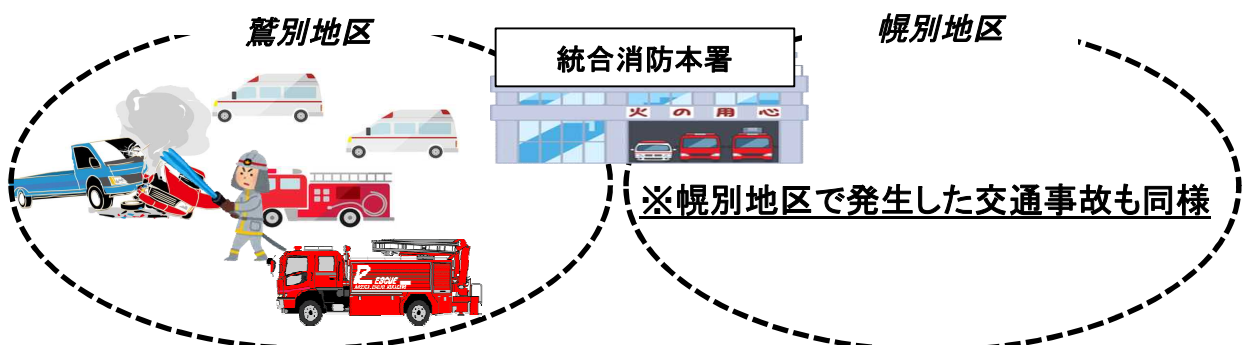 鷲別地区
幌別地区
統合消防本署
火の用心
※幌別地区で発生した交通事故も同様
RESCUE